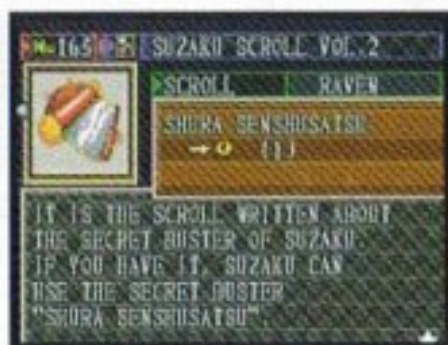 No 165 SUZAKU SCROLL VOL.2
SCROLL RAVEN
SHURA SENSHUSATSU
→ (1)
IT IS THE SCROLL WRITTEN ABOUT
THE SECRET BUSTER OF SUZAKU.
IF YOU HAVE IT, SUZAKU CAN
USE THE SECRET BUSTER
"SHURA SENSHUSATSU".